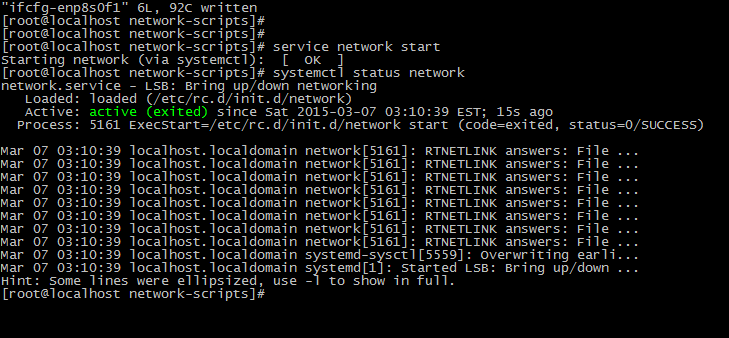 "ifcfg-enp8s0f1" 6L, 92C written
[root@localhost network-scripts]#
[root@localhost network-scripts]#
[root@localhost network-scripts]# service network start
Starting network (via systemctl):  [  OK  ]
[root@localhost network-scripts]# systemctl status network
network.service - LSB: Bring up/down networking
   Loaded: loaded (/etc/rc.d/init.d/network)
   Active: active (exited) since Sat 2015-03-07 03:10:39 EST; 15s ago
  Process: 5161 ExecStart=/etc/rc.d/init.d/network start (code=exited, status=0/SUCCESS)

Mar 07 03:10:39 localhost.localdomain network[5161]: RTNETLINK answers: File ...
Mar 07 03:10:39 localhost.localdomain network[5161]: RTNETLINK answers: File ...
Mar 07 03:10:39 localhost.localdomain network[5161]: RTNETLINK answers: File ...
Mar 07 03:10:39 localhost.localdomain network[5161]: RTNETLINK answers: File ...
Mar 07 03:10:39 localhost.localdomain network[5161]: RTNETLINK answers: File ...
Mar 07 03:10:39 localhost.localdomain network[5161]: RTNETLINK answers: File ...
Mar 07 03:10:39 localhost.localdomain network[5161]: RTNETLINK answers: File ...
Mar 07 03:10:39 localhost.localdomain network[5161]: RTNETLINK answers: File ...
Mar 07 03:10:39 localhost.localdomain systemd-sysctl[5559]: Overwriting earli...
Mar 07 03:10:39 localhost.localdomain systemd[1]: Started LSB: Bring up/down ...
Hint: Some lines were ellipsized, use -l to show in full.
[root@localhost network-scripts]#